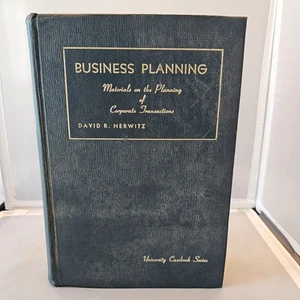 BUSINESS PLANNING
Materials on the Planning
of
Corporate Transactions
DAVID R. HERWITZ
University Casebook Series